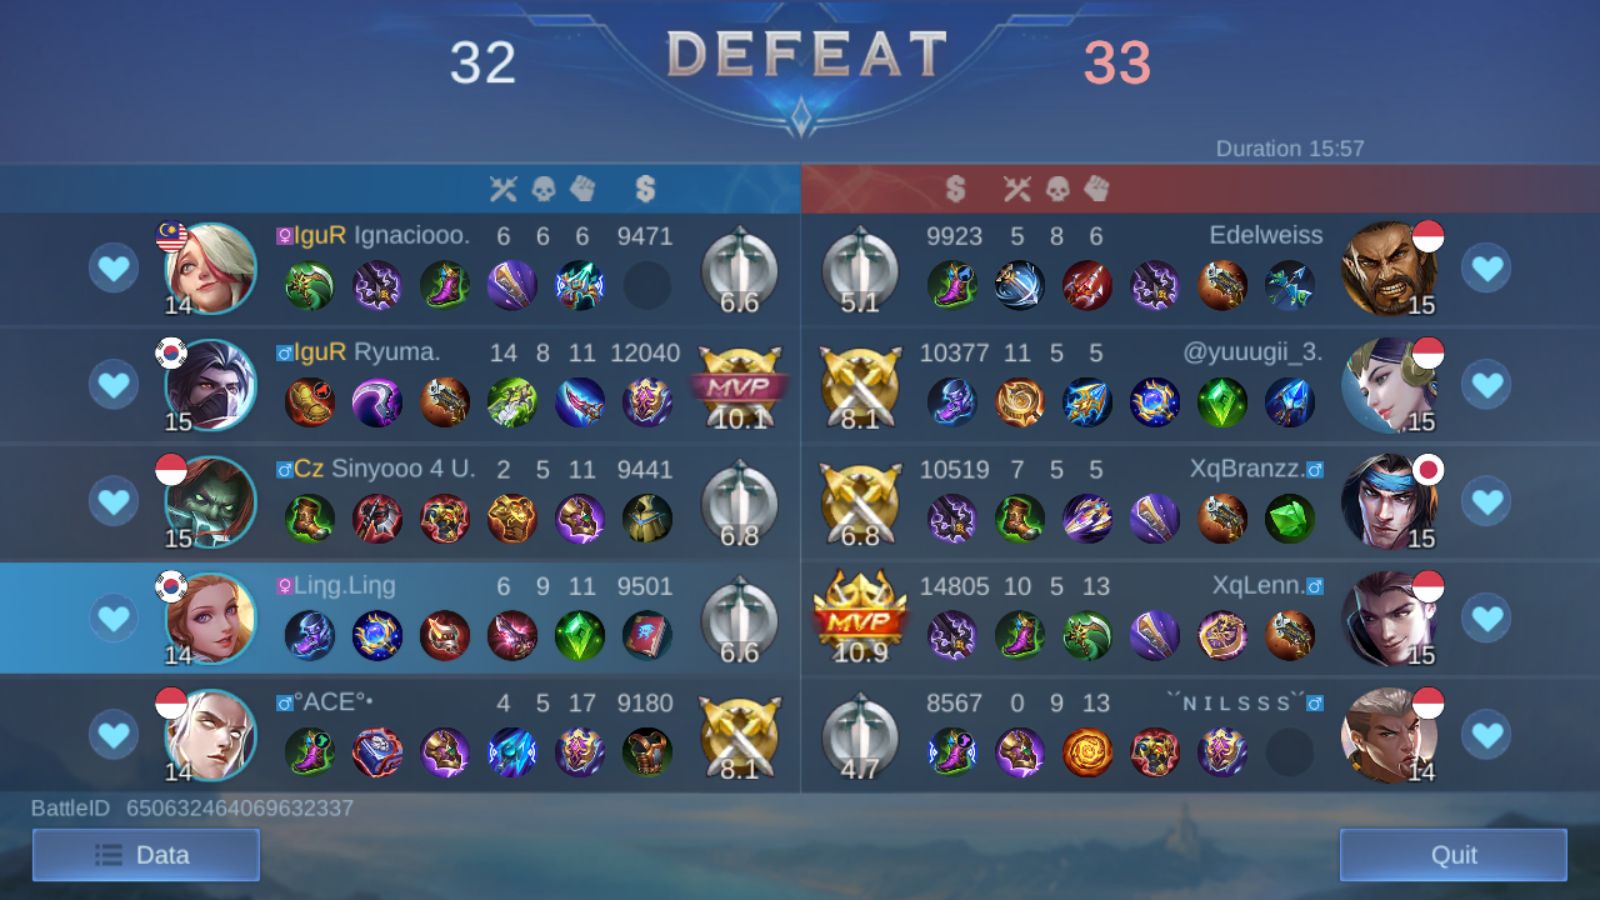 32 DEFEAT 33
Duration 15:57
IguR Ignaciooo. 6 6 6 9471
14 6.6
9923 5 8 6 Edelweiss
5.1 15
IguR Ryuma. 14 8 11 12040
MVP
15 10.1
10377 11 5 5 @yuuugii_3.
8.1 15
Cz Sinyooo 4 U. 2 5 11 9441
15 6.8
10519 7 5 5 XqBranzz.
6.8 15
Liηg.Liηg 6 9 11 9501
14 6.6
14805 10 5 13 XqLenn.
MVP
10.9 15
°ACE°• 4 5 17 9180
14 8.1
8567 0 9 13 ``ɴɪʟsss``
4.7 14
BattleID 650632464069632337
Data
Quit